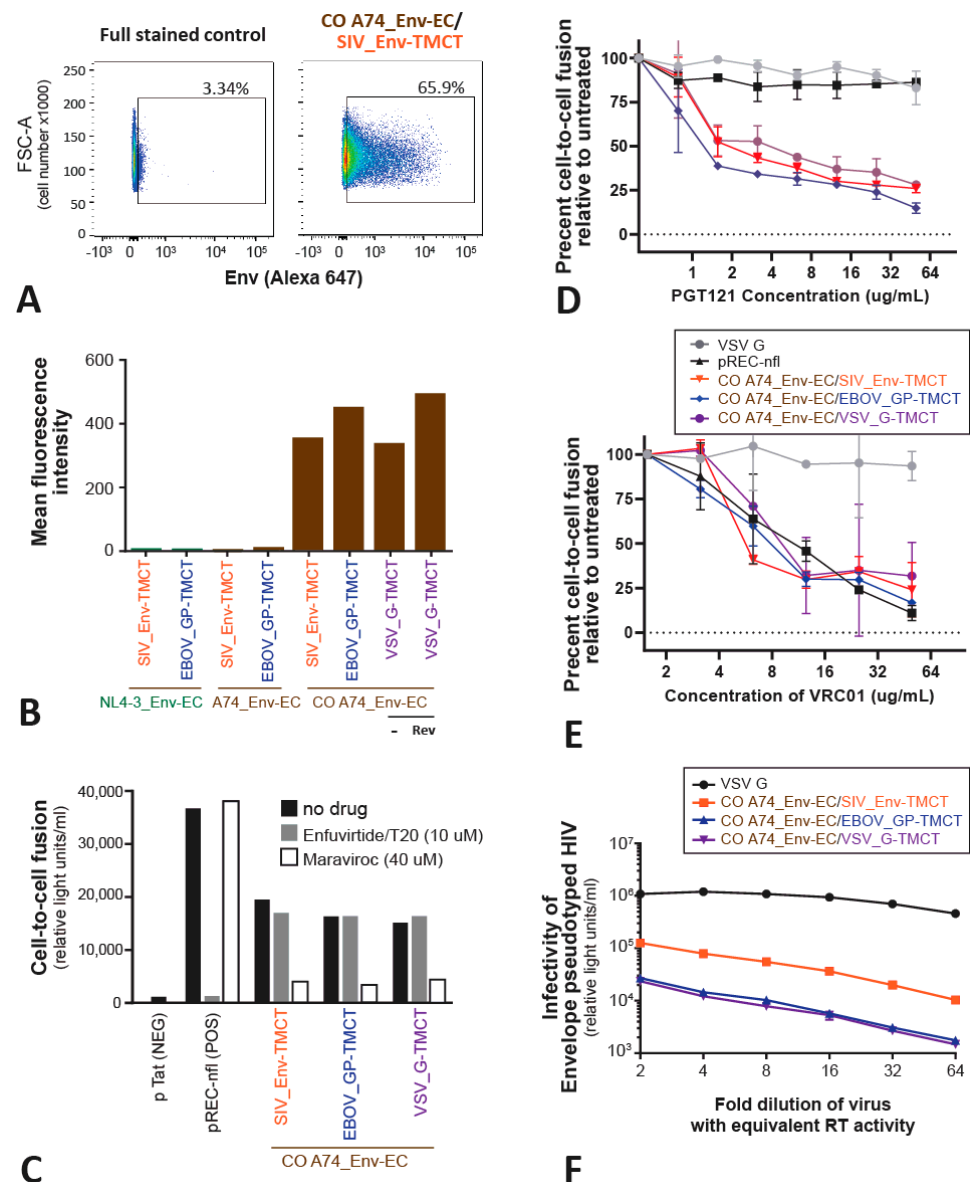 Full stained control
CO A74_Env-EC/
SIV_Env-TMCT
3.34%
65.9%
FSC-A
(cell number x1000)
250
200
150
100
50
0
-10³ 0 10³ 10⁴ 10⁵
-10³ 0 10³ 10⁴ 10⁵
Env (Alexa 647)
A
Mean fluorescence
intensity
600
400
200
0
SIV_Env-TMCT
EBOV_GP-TMCT
SIV_Env-TMCT
EBOV_GP-TMCT
SIV_Env-TMCT
EBOV_GP-TMCT
VSV_G-TMCT
VSV_G-TMCT
NL4-3_Env-EC A74_Env-EC CO A74_Env-EC
- Rev
B
Cell-to-cell fusion
(relative light units/ml)
40,000
30,000
20,000
10,000
0
no drug
Enfuvirtide/T20 (10 uM)
Maraviroc (40 uM)
p Tat (NEG)
pREC-nfl (POS)
SIV_Env-TMCT
EBOV_GP-TMCT
VSV_G-TMCT
CO A74_Env-EC
C
Precent cell-to-cell fusion
relative to untreated
100
75
50
25
0
1 2 4 8 16 32 64
PGT121 Concentration (ug/mL)
D
VSV G
pREC-nfl
CO A74_Env-EC/SIV_Env-TMCT
CO A74_Env-EC/EBOV_GP-TMCT
CO A74_Env-EC/VSV_G-TMCT
Precent cell-to-cell fusion
relative to untreated
100
75
50
25
0
2 4 8 16 32 64
Concentration of VRC01 (ug/mL)
E
VSV G
CO A74_Env-EC/SIV_Env-TMCT
CO A74_Env-EC/EBOV_GP-TMCT
CO A74_Env-EC/VSV_G-TMCT
Infectivity of
Envelope pseudotyped HIV
(relative light units/ml)
10⁷
10⁶
10⁵
10⁴
10³
2 4 8 16 32 64
Fold dilution of virus
with equivalent RT activity
F